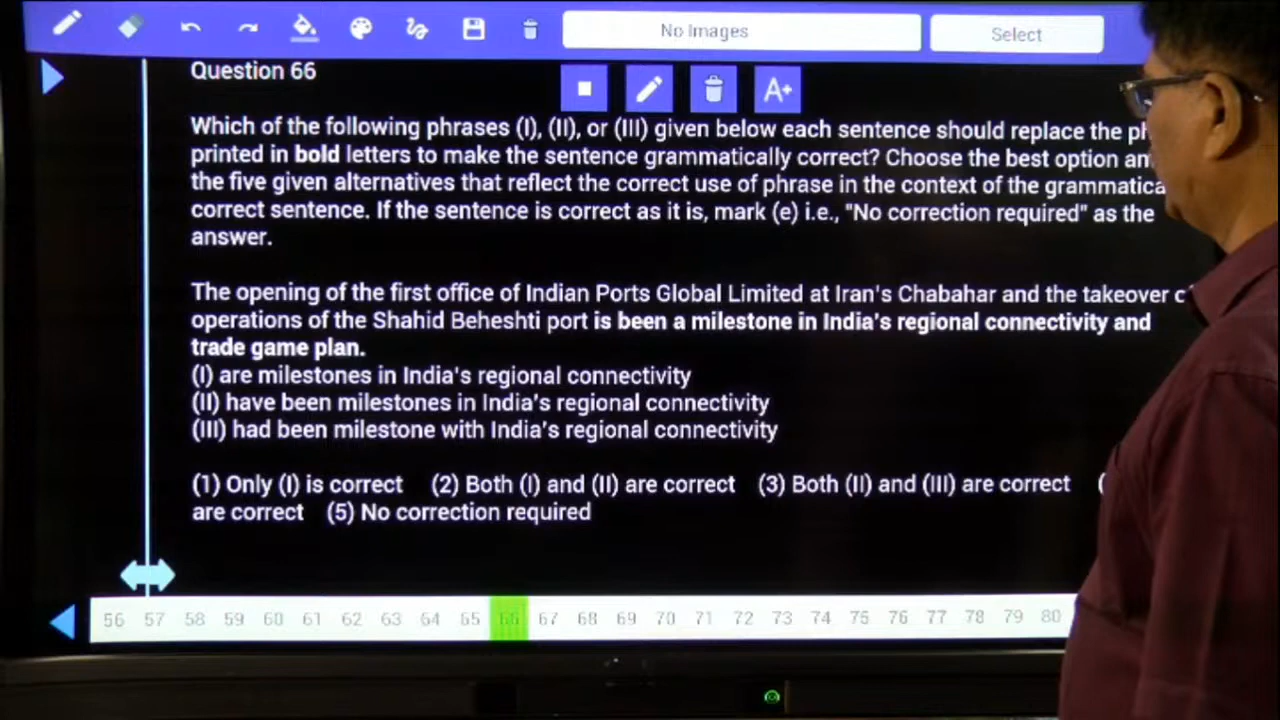 No Images
Select
A+
Question 66
Which of the following phrases (I), (II), or (III) given below each sentence should replace the
printed in bold letters to make the sentence grammatically correct? Choose the best option
the five given alternatives that reflect the correct use of phrase in the context of the
correct sentence. If the sentence is correct as it is, mark (e) i.e., "No correction required" as the
answer.
The opening of the first office of Indian Ports Global Limited at Iran's Chabahar and the takeover
operations of the Shahid Beheshti port is been a milestone in India's regional connectivity and
trade game plan.
(I) are milestones in India's regional connectivity
(II) have been milestones in India's regional connectivity
(III) had been milestone with India's regional connectivity
(1) Only (I) is correct (2) Both (I) and (II) are correct (3) Both (II) and (III) are correct
are correct (5) No correction required
56 57 58 59 60 61 62 63 64 65 66 67 68 69 70 71 72 73 74 75 76 77 78 79 80